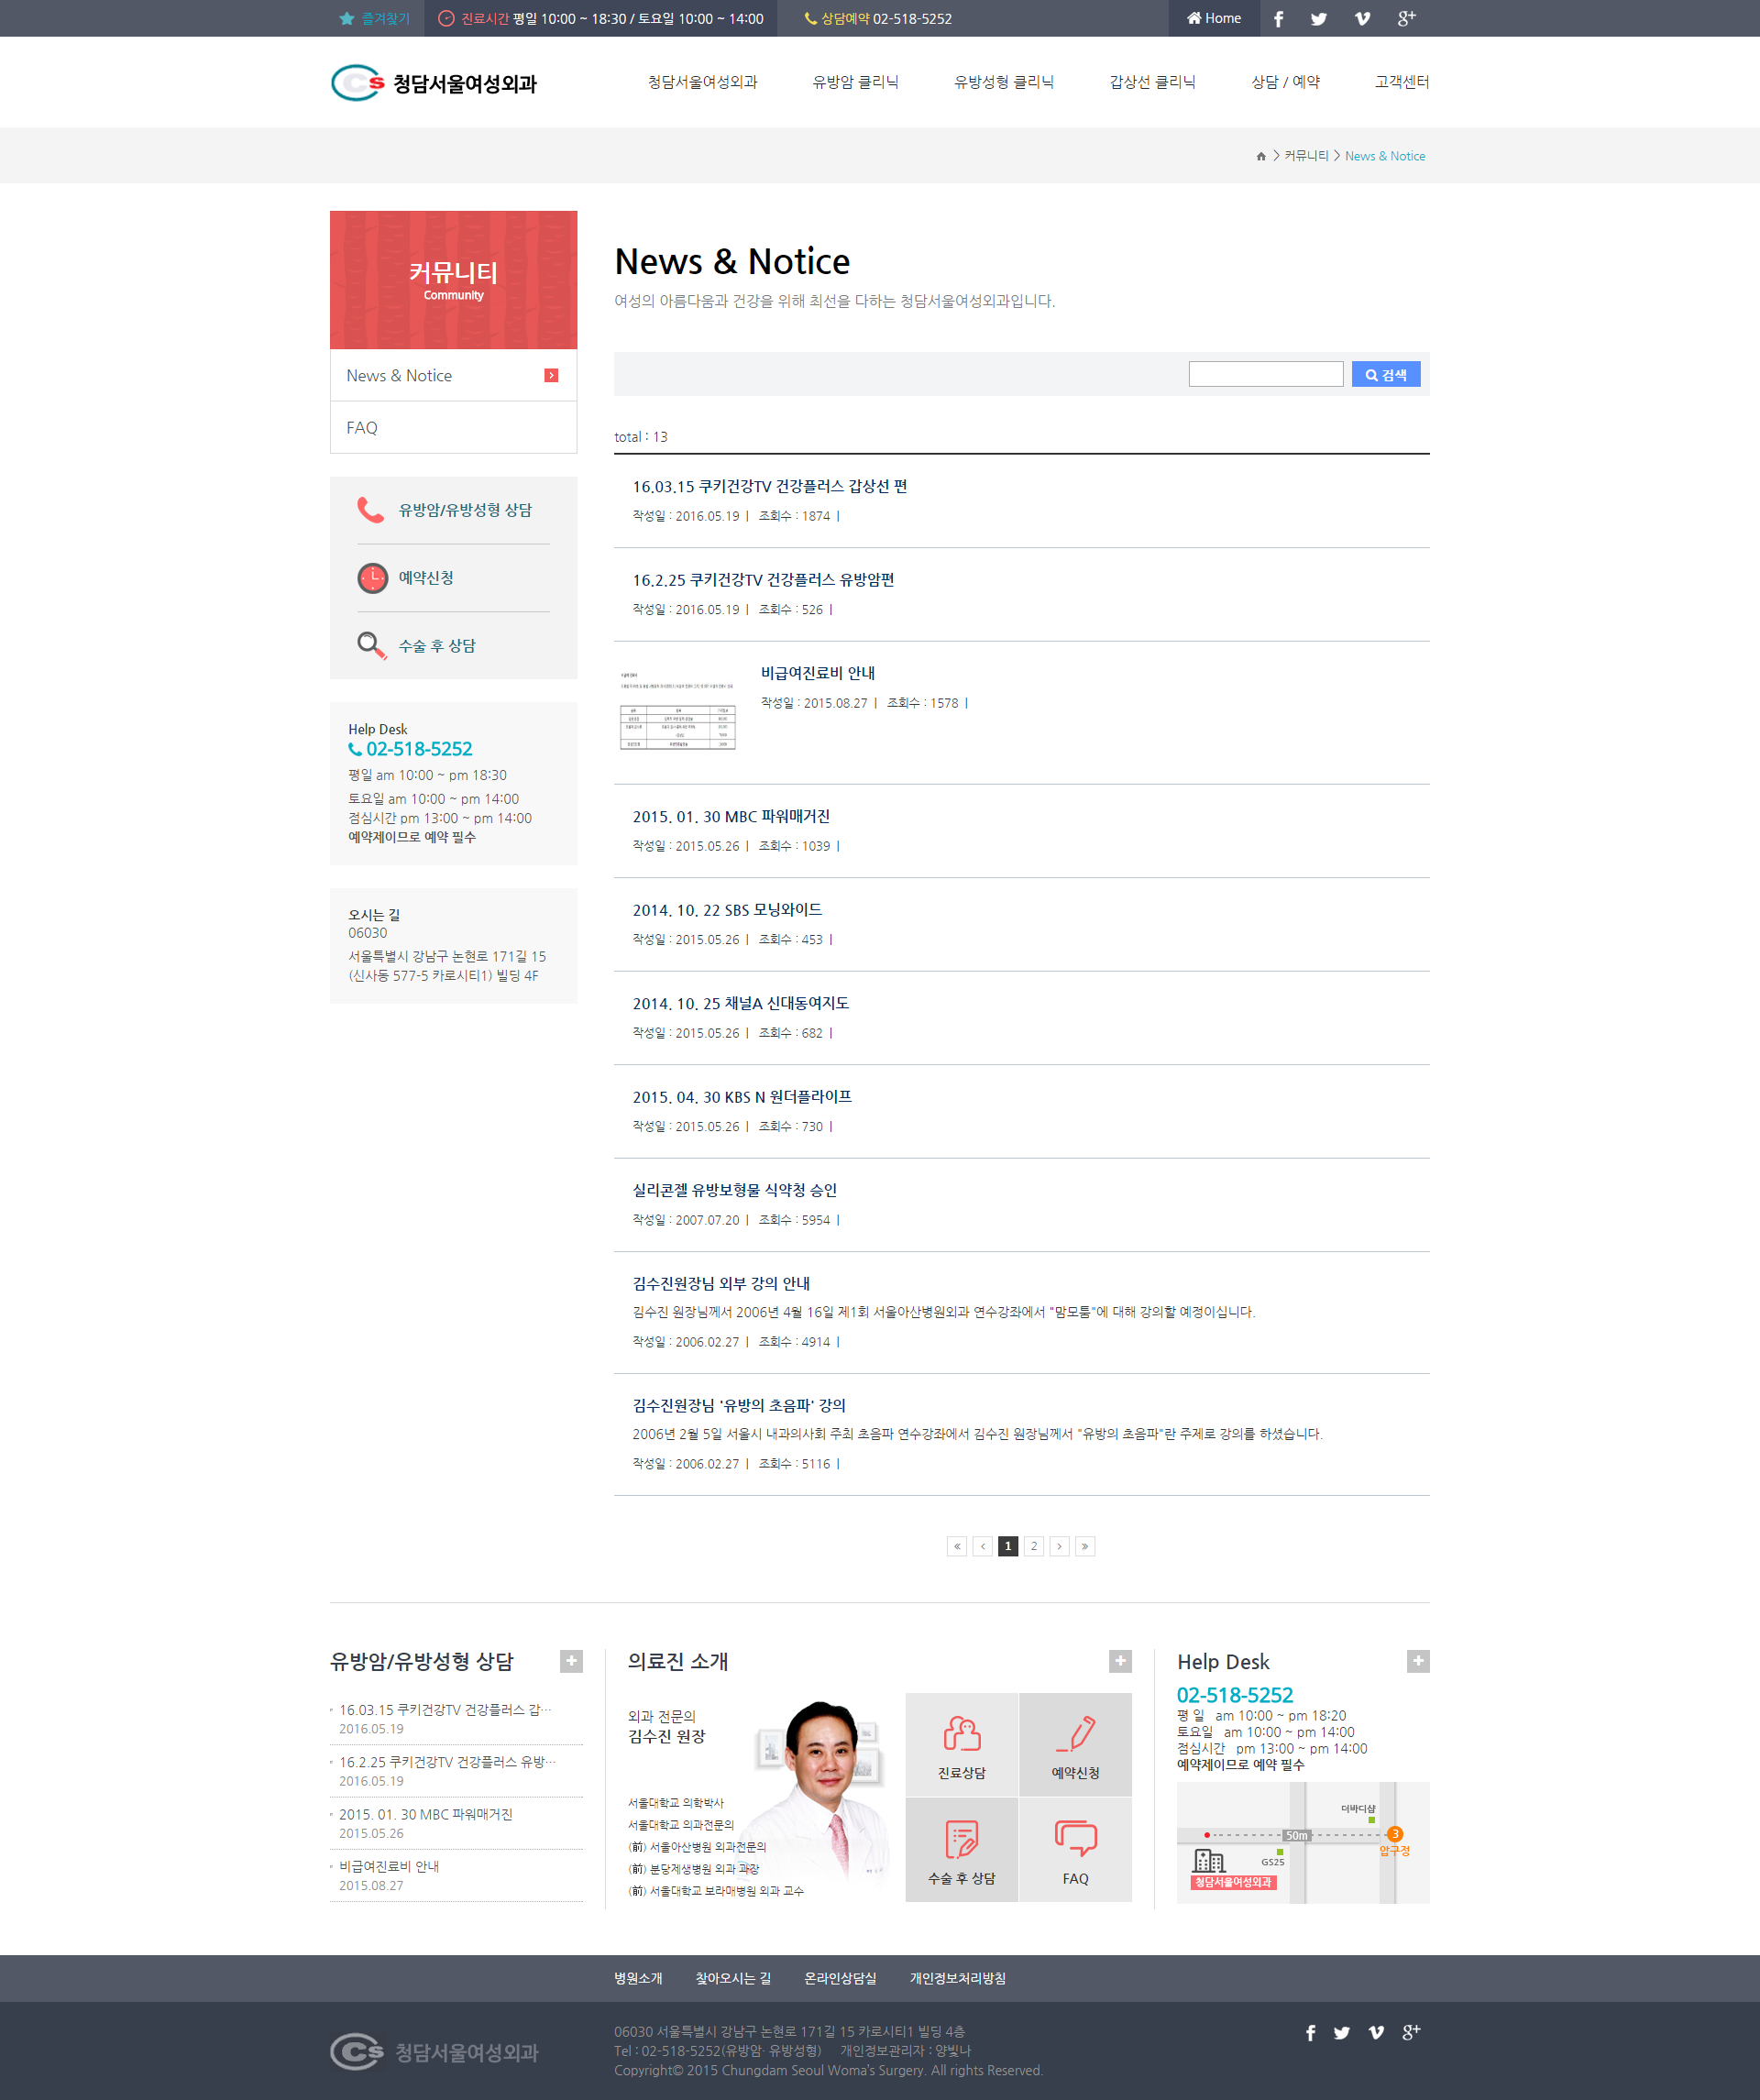 즐겨찾기
진료시간 평일 10:00 ~ 18:30 / 토요일 10:00 ~ 14:00
상담예약 02-518-5252
Home
Cs 청담서울여성외과
청담서울여성외과
유방암 클리닉
유방성형 클리닉
갑상선 클리닉
상담 / 예약
고객센터
> 커뮤니티 > News & Notice
커뮤니티
Community
News & Notice
FAQ
유방암/유방성형 상담
예약신청
수술 후 상담
Help Desk
02-518-5252
평일 am 10:00 ~ pm 18:30
토요일 am 10:00 ~ pm 14:00
점심시간 pm 13:00 ~ pm 14:00
예약제이므로 예약 필수
오시는 길
06030
서울특별시 강남구 논현로 171길 15
(신사동 577-5 카로시티1) 빌딩 4F
News & Notice
여성의 아름다움과 건강을 위해 최선을 다하는 청담서울여성외과입니다.
검색
total : 13
16.03.15 쿠키건강TV 건강플러스 갑상선 편
작성일 : 2016.05.19 | 조회수 : 1874 |
16.2.25 쿠키건강TV 건강플러스 유방암편
작성일 : 2016.05.19 | 조회수 : 526 |
비급여진료비 안내
작성일 : 2015.08.27 | 조회수 : 1578 |
2015. 01. 30 MBC 파워매거진
작성일 : 2015.05.26 | 조회수 : 1039 |
2014. 10. 22 SBS 모닝와이드
작성일 : 2015.05.26 | 조회수 : 453 |
2014. 10. 25 채널A 신대동여지도
작성일 : 2015.05.26 | 조회수 : 682 |
2015. 04. 30 KBS N 원더플라이프
작성일 : 2015.05.26 | 조회수 : 730 |
실리콘젤 유방보형물 식약청 승인
작성일 : 2007.07.20 | 조회수 : 5954 |
김수진원장님 외부 강의 안내
김수진 원장님께서 2006년 4월 16일 제1회 서울아산병원외과 연수강좌에서 "맘모툼"에 대해 강의할 예정이십니다.
작성일 : 2006.02.27 | 조회수 : 4914 |
김수진원장님 '유방의 초음파' 강의
2006년 2월 5일 서울시 내과의사회 주최 초음파 연수강좌에서 김수진 원장님께서 "유방의 초음파"란 주제로 강의를 하셨습니다.
작성일 : 2006.02.27 | 조회수 : 5116 |
« ‹ 1 2 › »
유방암/유방성형 상담
16.03.15 쿠키건강TV 건강플러스 갑…
2016.05.19
16.2.25 쿠키건강TV 건강플러스 유방…
2016.05.19
2015. 01. 30 MBC 파워매거진
2015.05.26
비급여진료비 안내
2015.08.27
의료진 소개
외과 전문의
김수진 원장
서울대학교 의학박사
서울대학교 외과전문의
(前) 서울아산병원 외과전문의
(前) 분당제생병원 외과 과장
(前) 서울대학교 보라매병원 외과 교수
진료상담
예약신청
수술 후 상담
FAQ
Help Desk
02-518-5252
평 일 am 10:00 ~ pm 18:20
토요일 am 10:00 ~ pm 14:00
점심시간 pm 13:00 ~ pm 14:00
예약제이므로 예약 필수
더바디샵
50m
3
압구정
GS25
청담서울여성외과
병원소개
찾아오시는 길
온라인상담실
개인정보처리방침
Cs 청담서울여성외과
06030 서울특별시 강남구 논현로 171길 15 카로시티1 빌딩 4층
Tel : 02-518-5252(유방암· 유방성형) 개인정보관리자 : 양빛나
Copyright© 2015 Chungdam Seoul Woma's Surgery. All rights Reserved.